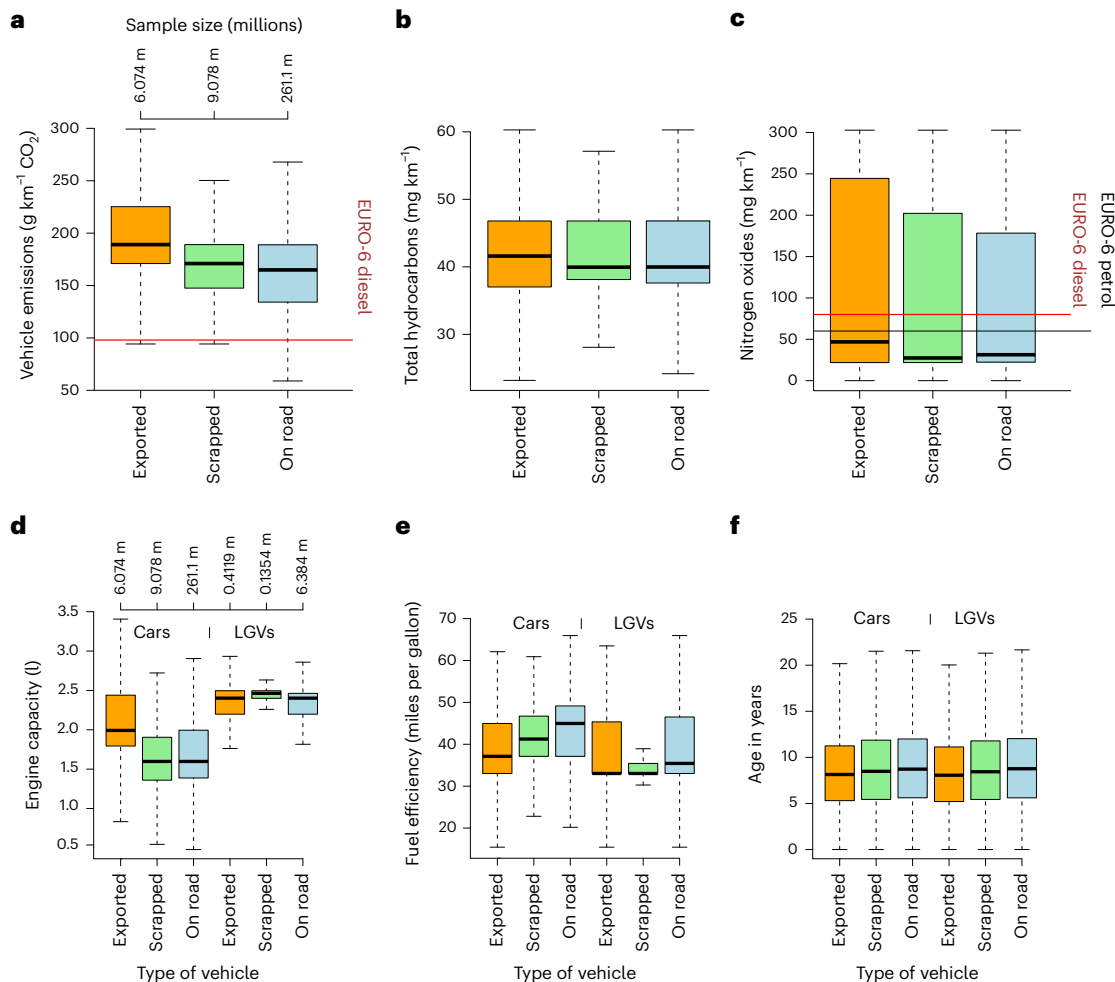 a
Sample size (millions)
6.074 m
9.078 m
261.1 m
Vehicle emissions (g km⁻¹ CO₂)
300
250
200
150
100
50
EURO-6 diesel
Exported
Scrapped
On road
b
Total hydrocarbons (mg km⁻¹)
60
50
40
30
Exported
Scrapped
On road
c
Nitrogen oxides (mg km⁻¹)
300
250
200
150
100
50
0
EURO-6 diesel
EURO-6 petrol
Exported
Scrapped
On road
d
6.074 m
9.078 m
261.1 m
0.4119 m
0.1354 m
6.384 m
Engine capacity (l)
3.5
3.0
2.5
2.0
1.5
1.0
0.5
Cars | LGVs
Exported
Scrapped
On road
Exported
Scrapped
On road
Type of vehicle
e
Fuel efficiency (miles per gallon)
70
60
50
40
30
20
Cars | LGVs
Exported
Scrapped
On road
Exported
Scrapped
On road
Type of vehicle
f
Age in years
25
20
15
10
5
0
Cars | LGVs
Exported
Scrapped
On road
Exported
Scrapped
On road
Type of vehicle